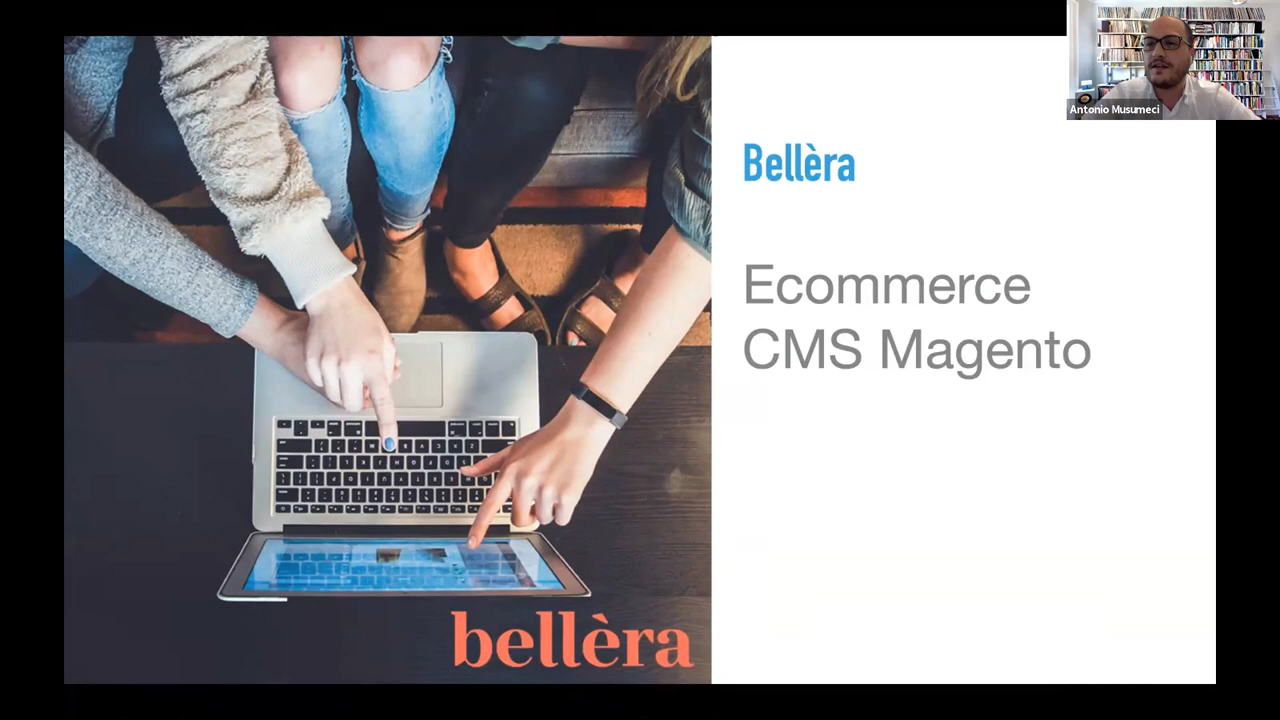 Antonio Musumeci
Bellèra
Ecommerce
CMS Magento
bellèra